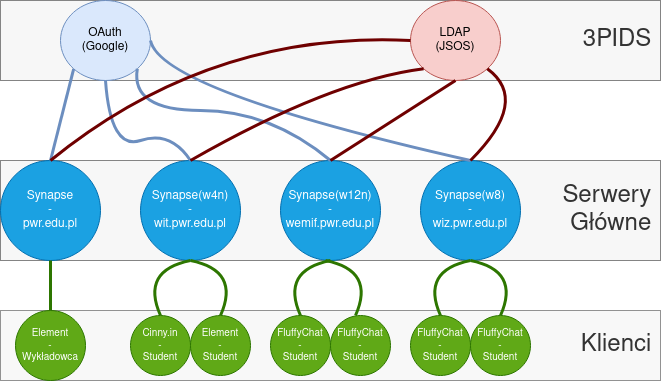 OAuth
(Google)
LDAP
(JSOS)
3PIDS
Synapse
-
pwr.edu.pl
Synapse(w4n)
-
wit.pwr.edu.pl
Synapse(w12n)
-
wemif.pwr.edu.pl
Synapse(w8)
-
wiz.pwr.edu.pl
Serwery
Główne
Element
-
Wykładowca
Cinny.in
-
Student
Element
-
Student
FluffyChat
-
Student
FluffyChat
-
Student
FluffyChat
-
Student
FluffyChat
-
Student
Klienci